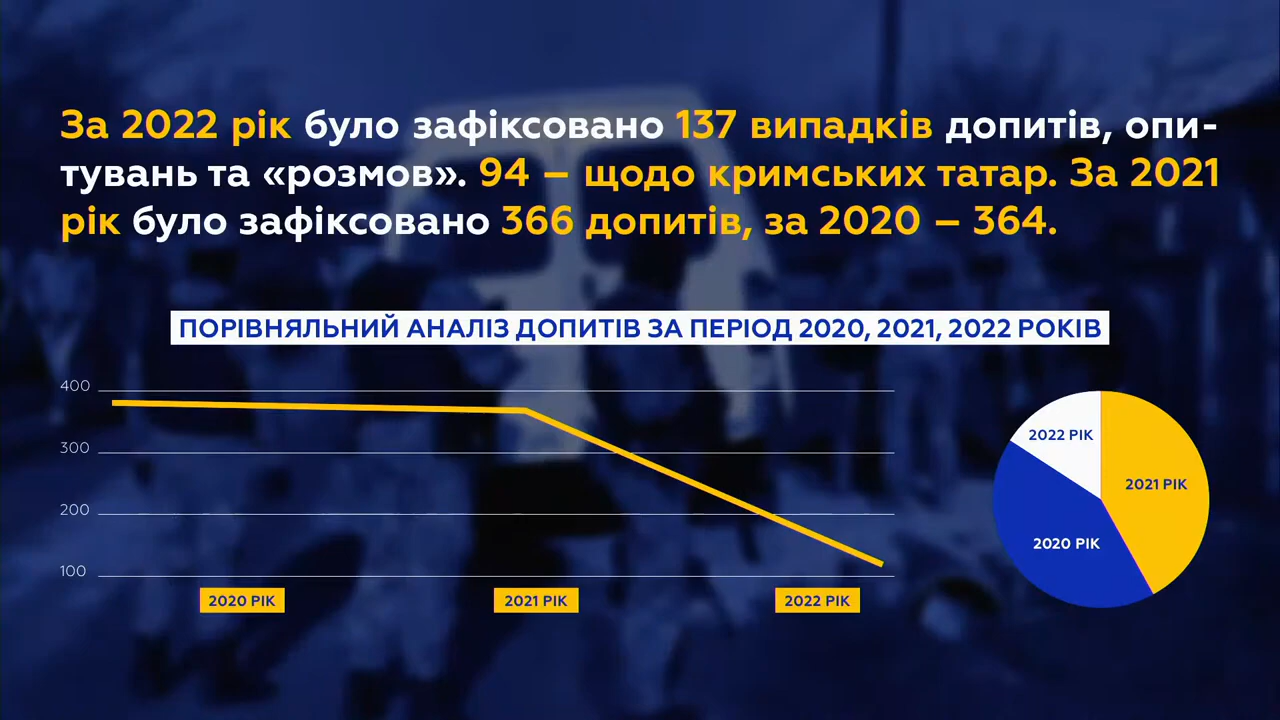 За 2022 рік було зафіксовано 137 випадків допитів, опи-
тувань та «розмов». 94 – щодо кримських татар. За 2021
рік було зафіксовано 366 допитів, за 2020 – 364.
ПОРІВНЯЛЬНИЙ АНАЛІЗ ДОПИТІВ ЗА ПЕРІОД 2020, 2021, 2022 РОКІВ
400
300
200
100
2020 РІК
2021 РІК
2022 РІК
2022 РІК
2021 РІК
2020 РІК